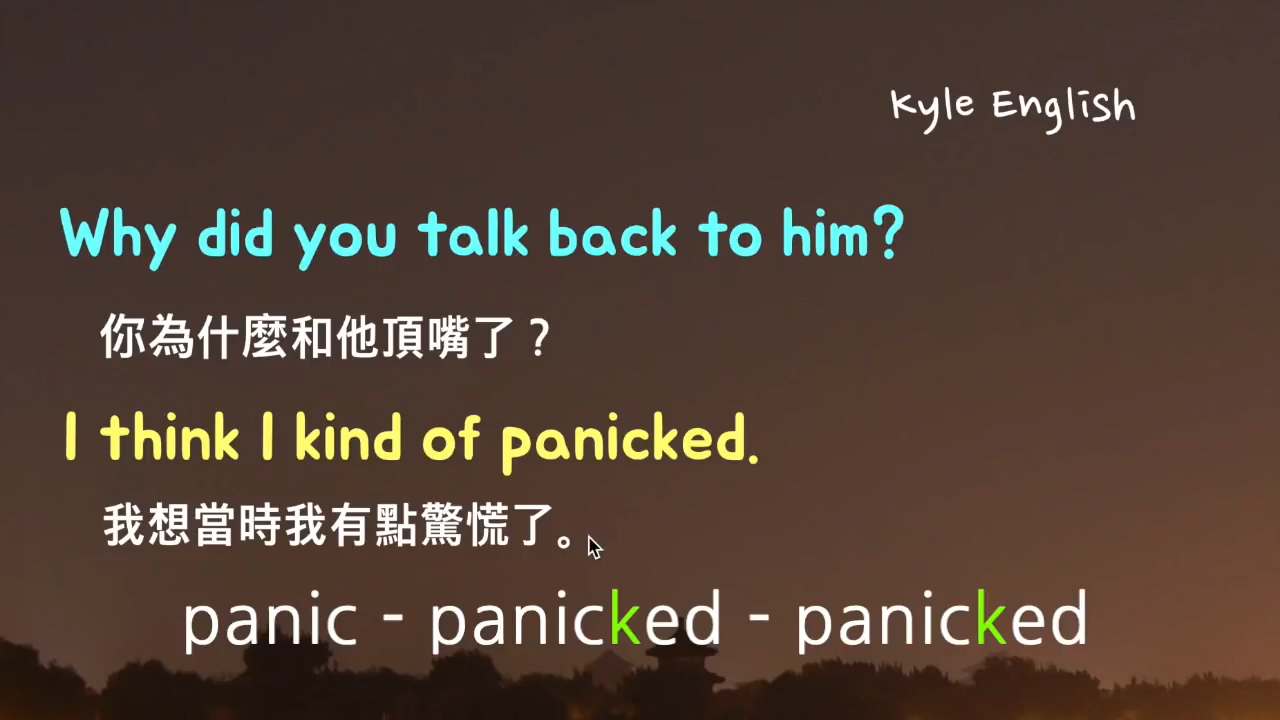 Kyle English
Why did you talk back to him?
你為什麼和他頂嘴了？
I think I kind of panicked.
我想當時我有點驚慌了。
panic - panicked - panicked